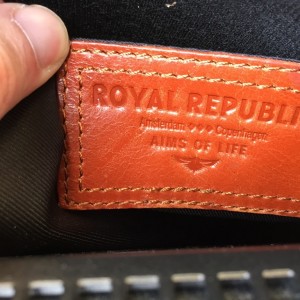 ROYAL REPUBLI
Amsterdam Copenhagen
AIMS OF LIFE